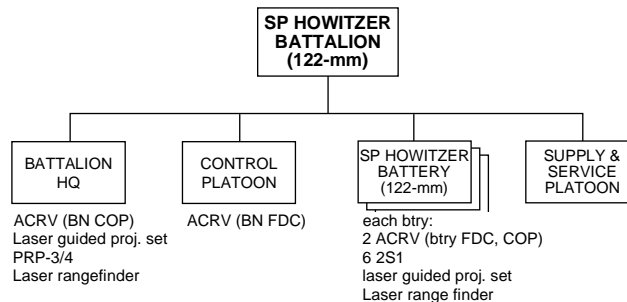 SP HOWITZER
BATTALION
(122-mm)
BATTALION
HQ
ACRV (BN COP)
Laser guided proj. set
PRP-3/4
Laser rangefinder
CONTROL
PLATOON
ACRV (BN FDC)
SP HOWITZER
BATTERY
(122-mm)
each btry:
2 ACRV (btry FDC, COP)
6 2S1
laser guided proj. set
Laser range finder
SUPPLY &
SERVICE
PLATOON